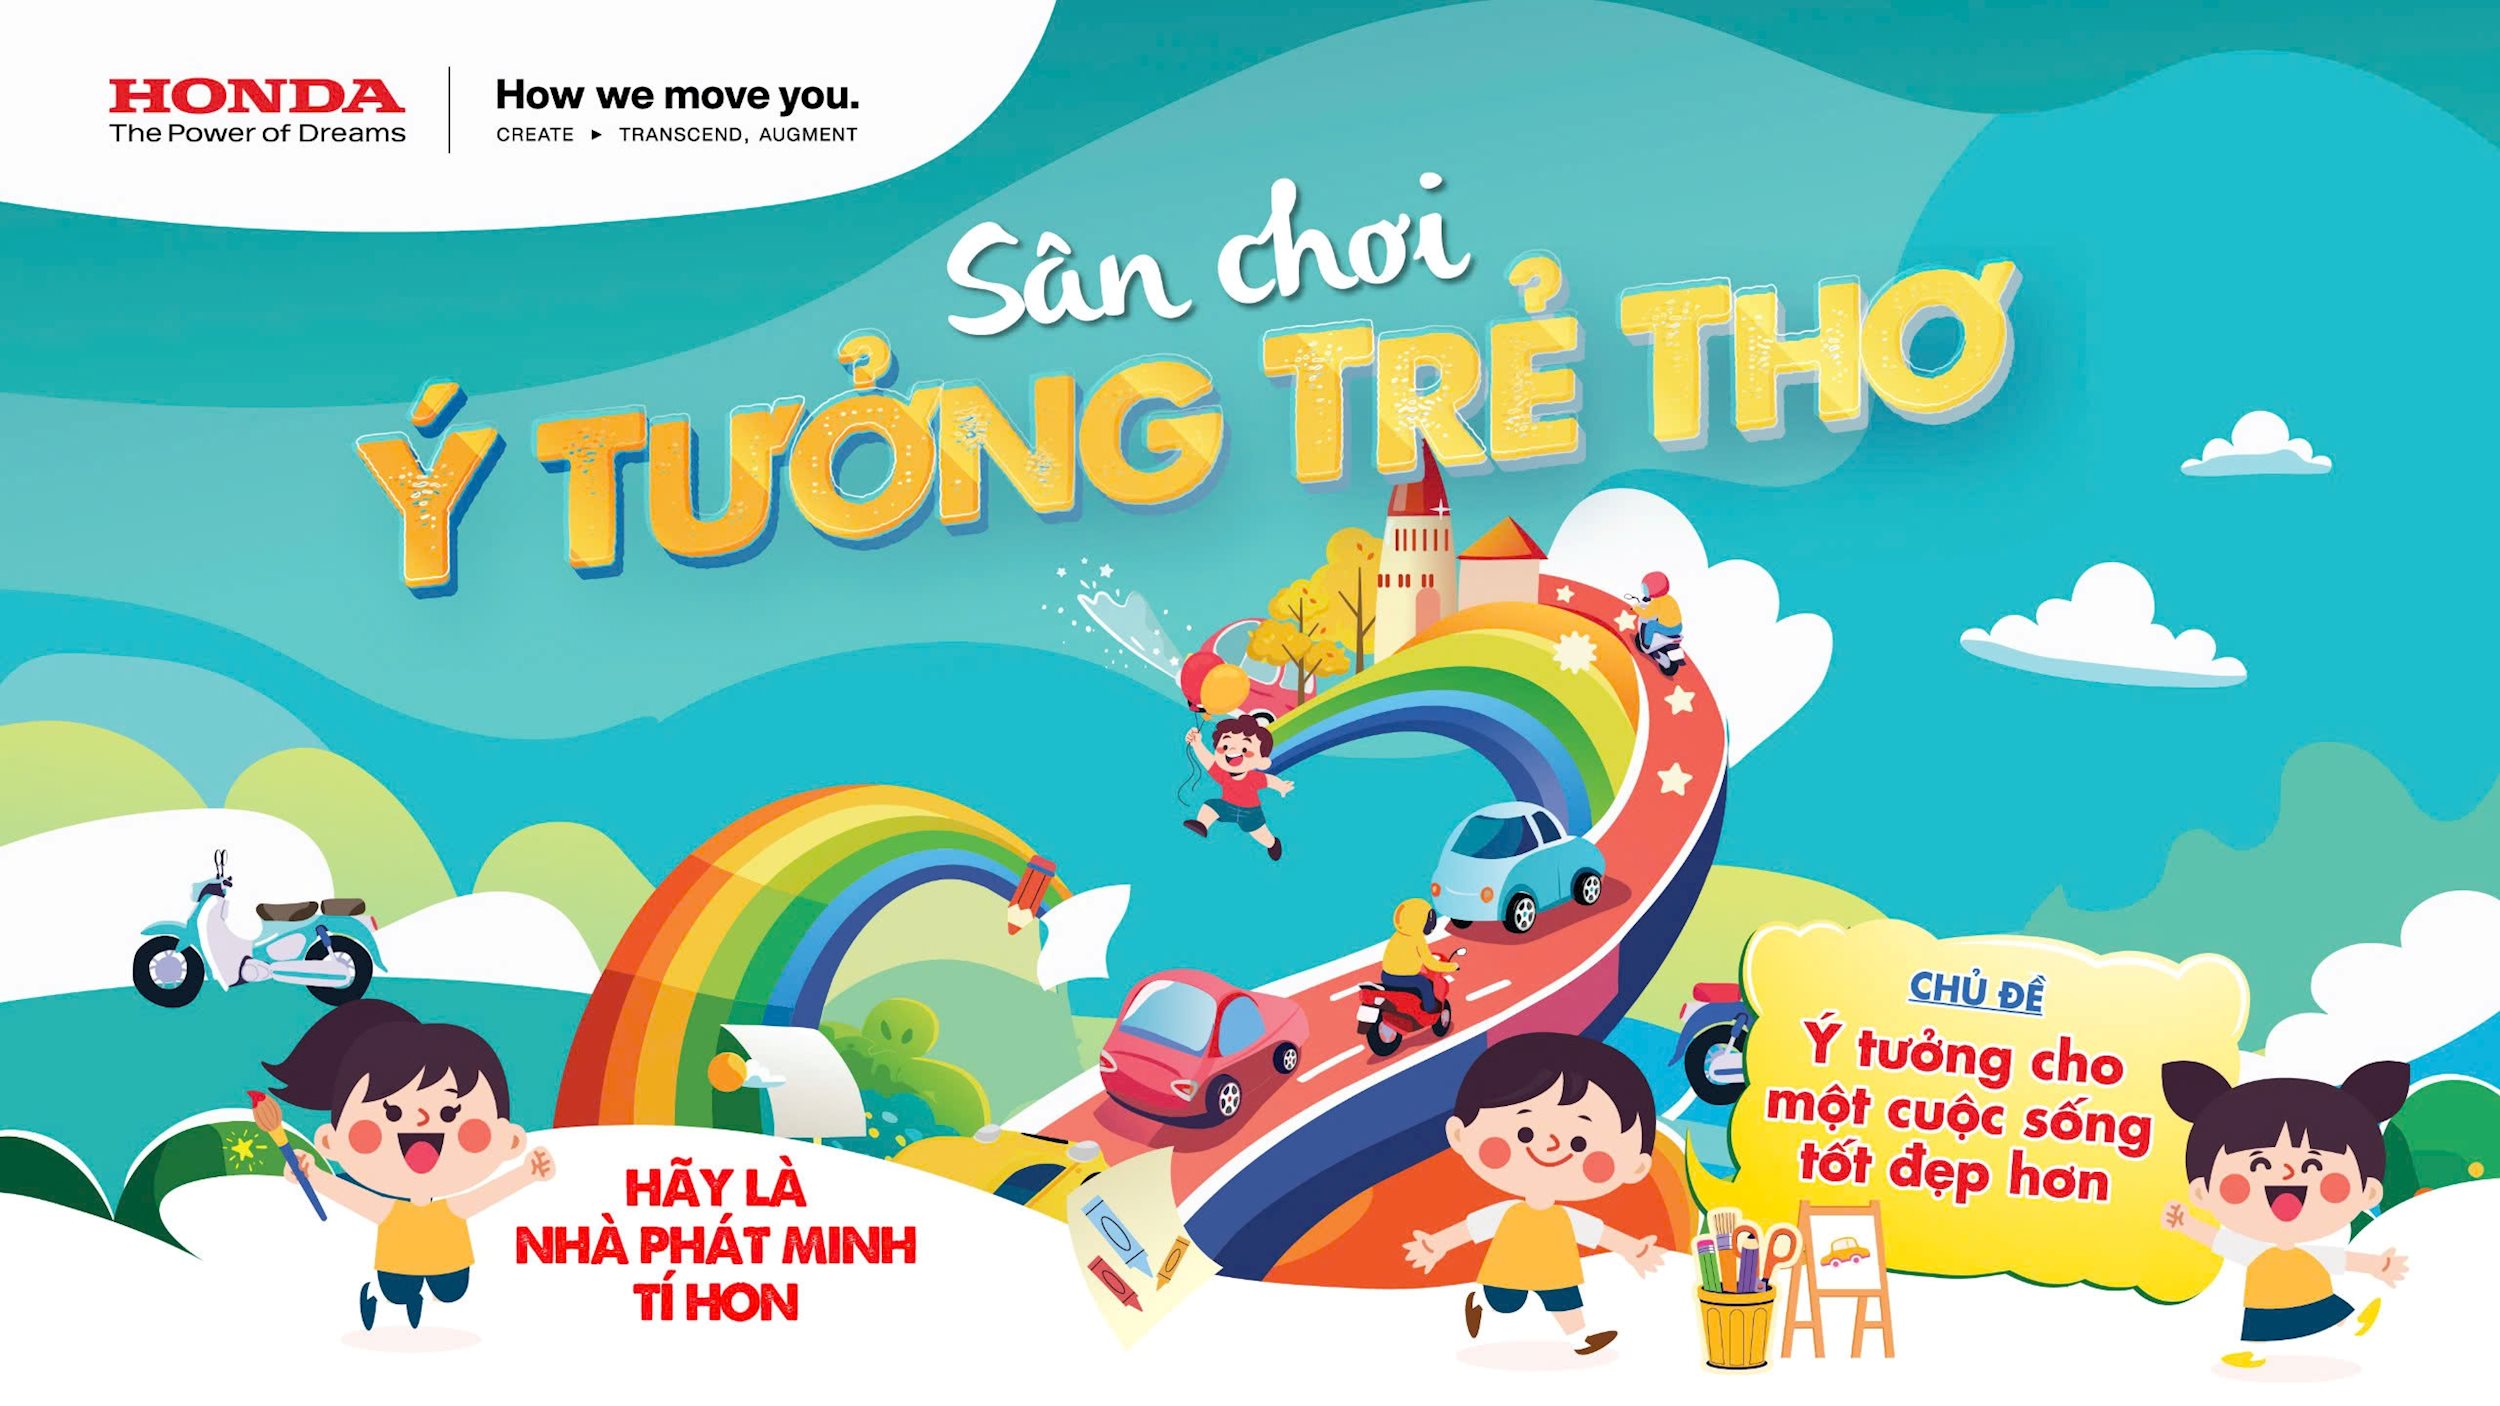 HONDA
The Power of Dreams
How we move you.
CREATE ► TRANSCEND, AUGMENT
Sân chơi
Ý TƯỞNG TRẺ THƠ
CHỦ ĐỀ
Ý tưởng cho
một cuộc sống
tốt đẹp hơn
HÃY LÀ
NHÀ PHÁT MINH
TÍ HON